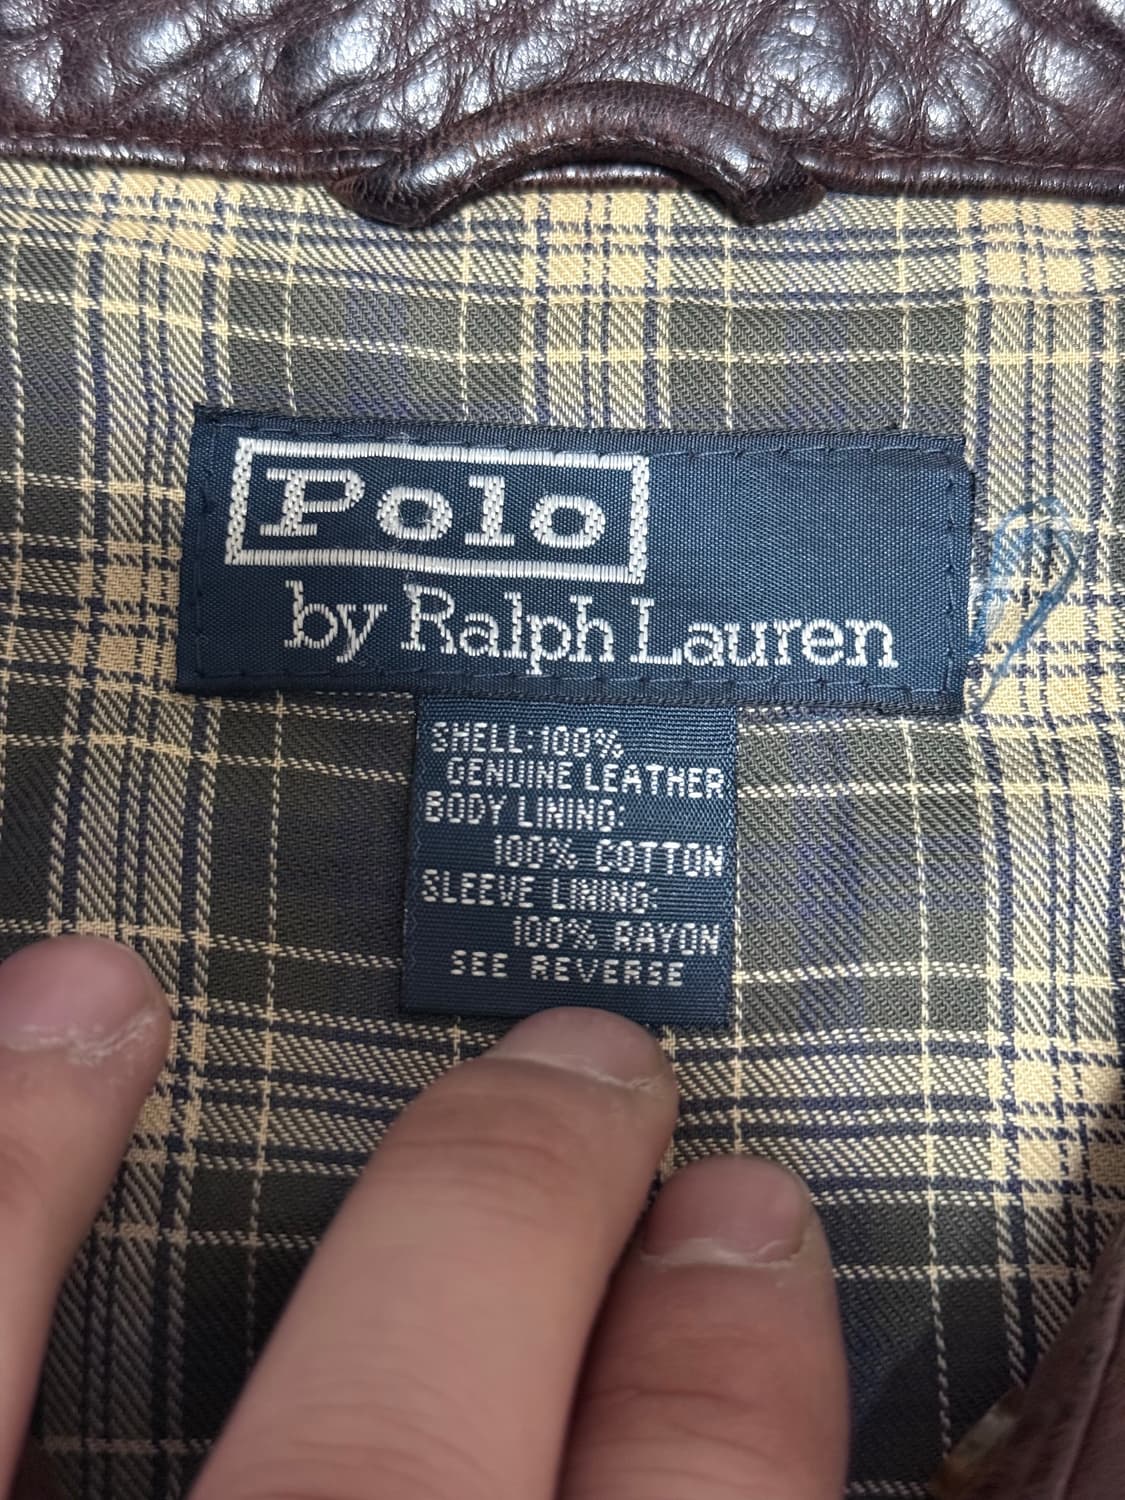 Polo
by Ralph Lauren
SHELL: 100%
GENUINE LEATHER
BODY LINING:
100% COTTON
SLEEVE LINING:
100% RAYON
SEE REVERSE